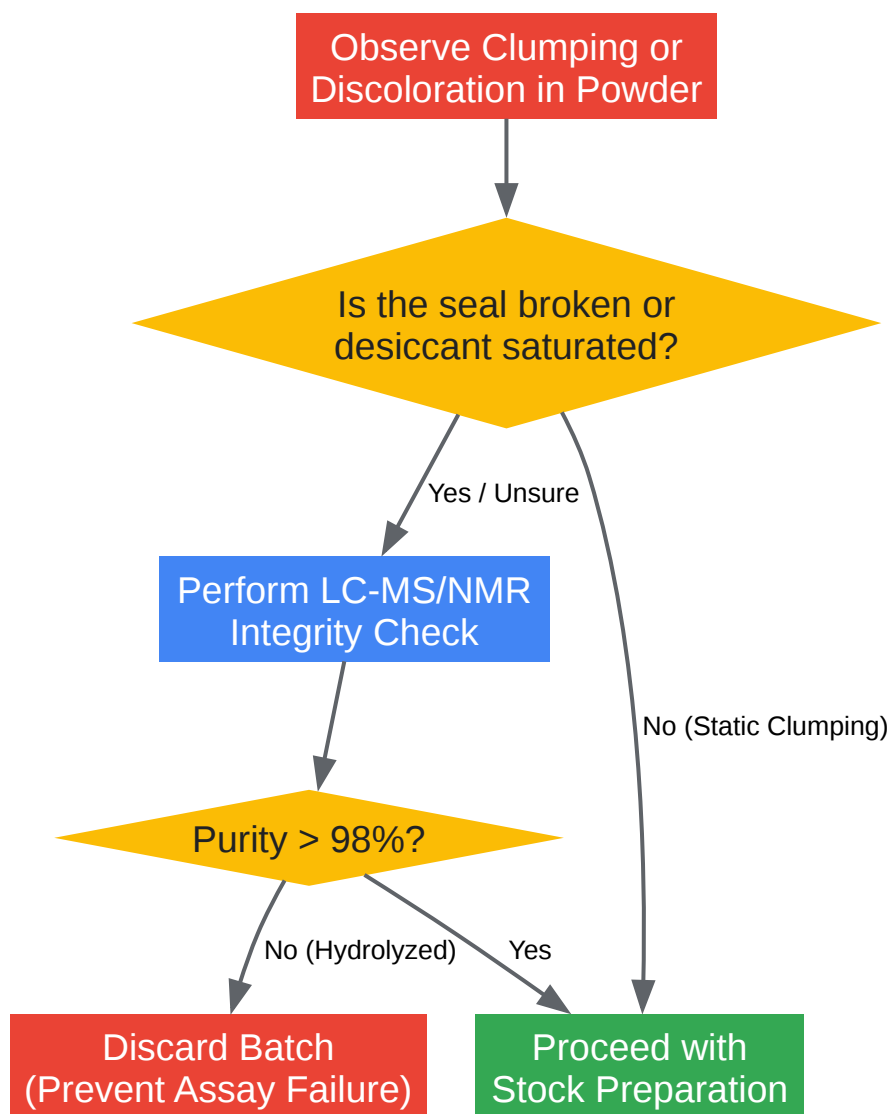 Observe Clumping or
Discoloration in Powder
Is the seal broken or
desiccant saturated?
Yes / Unsure
Perform LC-MS/NMR
Integrity Check
No (Static Clumping)
Purity > 98%?
No (Hydrolyzed)
Yes
Discard Batch
(Prevent Assay Failure)
Proceed with
Stock Preparation